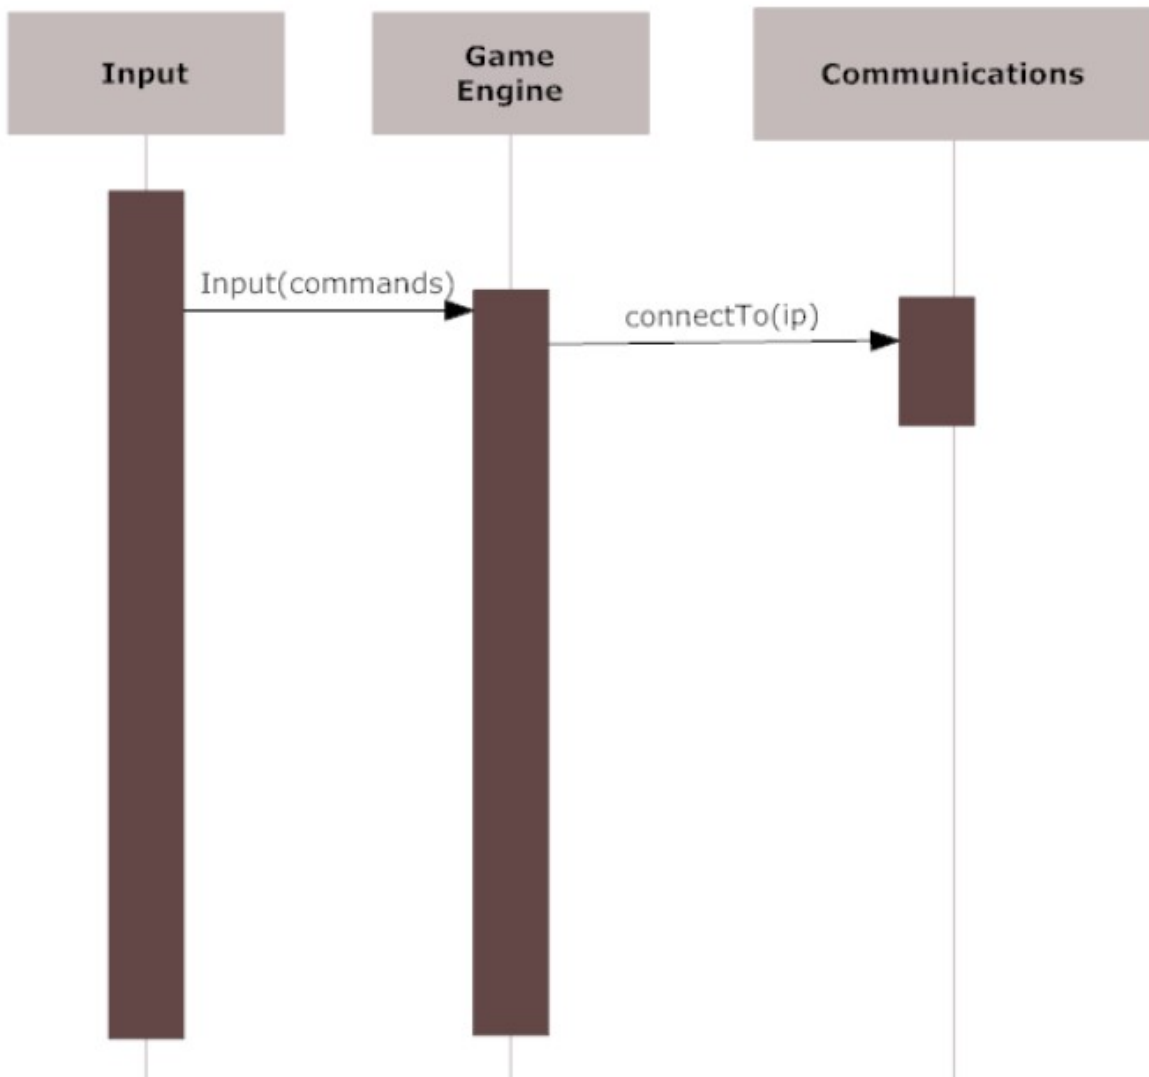 Input
Game
Engine
Communications
Input(commands)
connectTo(ip)